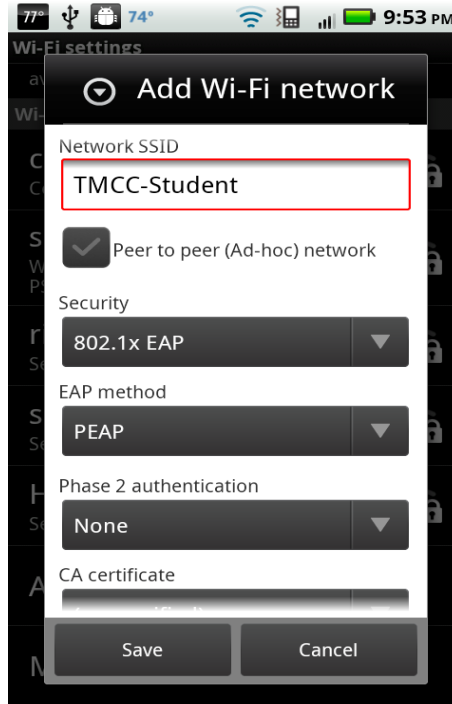 77° 74° 9:53 PM
Wi-Fi settings
Add Wi-Fi network
Network SSID
TMCC-Student
Peer to peer (Ad-hoc) network
Security
802.1x EAP
EAP method
PEAP
Phase 2 authentication
None
CA certificate
Save Cancel